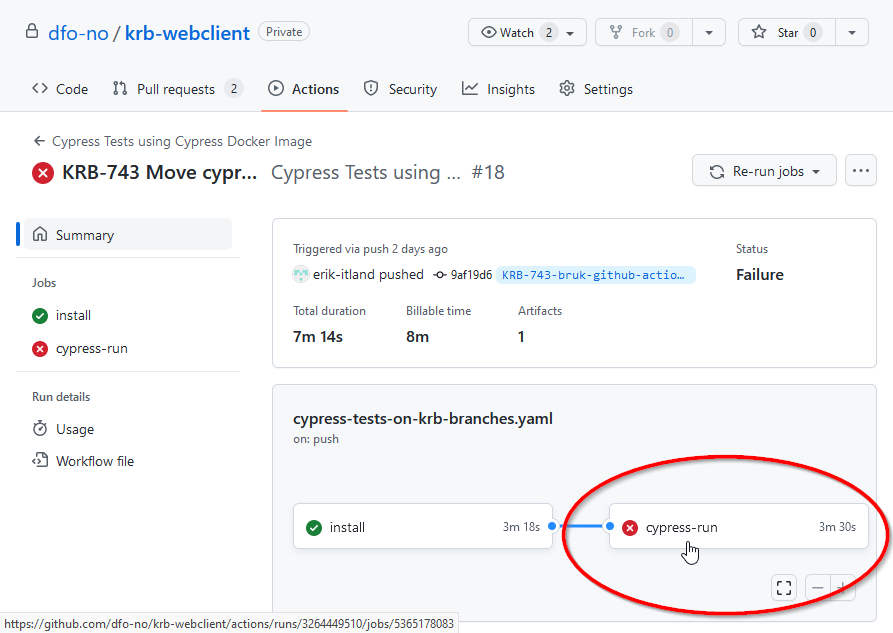 dfo-no / krb-webclient Private
Watch 2
Fork 0
Star 0
Code
Pull requests 2
Actions
Security
Insights
Settings
Cypress Tests using Cypress Docker Image
KRB-743 Move cypr... Cypress Tests using ... #18
Re-run jobs
Summary
Jobs
install
cypress-run
Run details
Usage
Workflow file
Triggered via push 2 days ago
erik-itland pushed 9af19d6 KRB-743-bruk-github-actio...
Status
Failure
Total duration
7m 14s
Billable time
8m
Artifacts
1
cypress-tests-on-krb-branches.yaml
on: push
install 3m 18s
cypress-run 3m 30s
https://github.com/dfo-no/krb-webclient/actions/runs/3264449510/jobs/5365178083